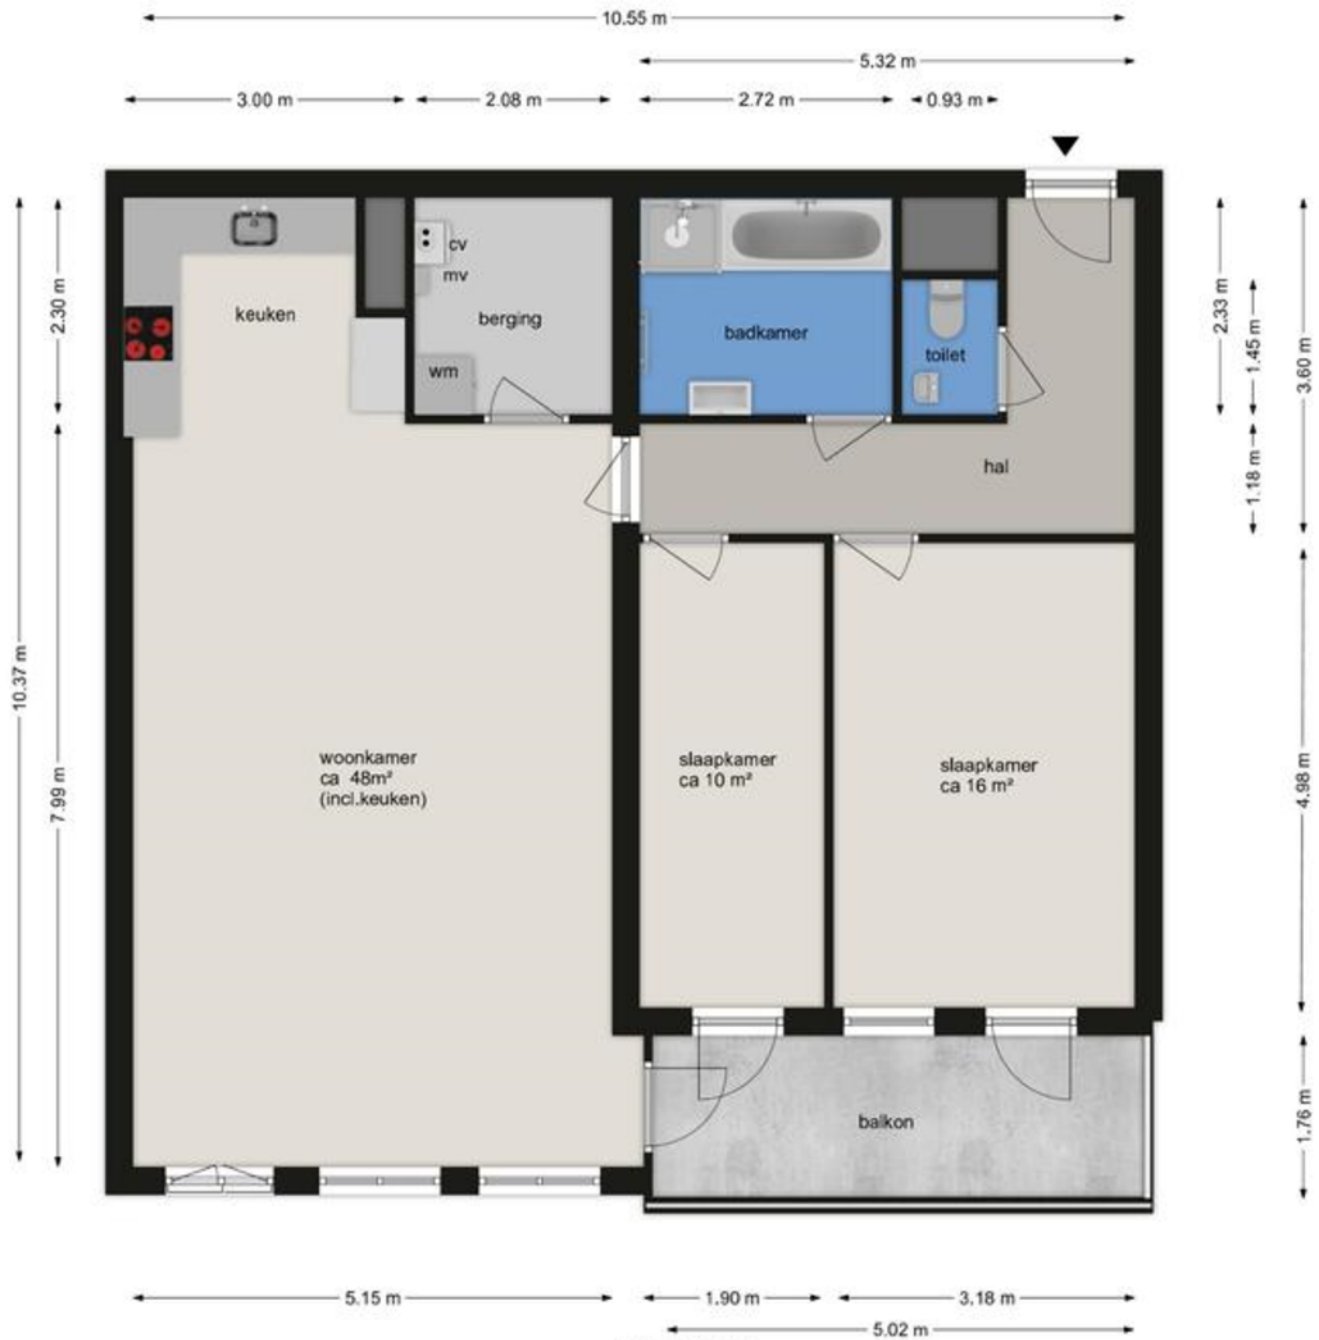 10.55 m
5.32 m
3.00 m
2.08 m
2.72 m
0.93 m
cv
mv
keuken
berging
wm
badkamer
toilet
hal
2.30 m
10.37 m
7.99 m
2.33 m
1.45 m
3.60 m
1.18 m
woonkamer
ca 48m²
(incl.keuken)
slaapkamer
ca 10 m²
slaapkamer
ca 16 m²
4.98 m
balkon
1.76 m
5.15 m
1.90 m
3.18 m
5.02 m